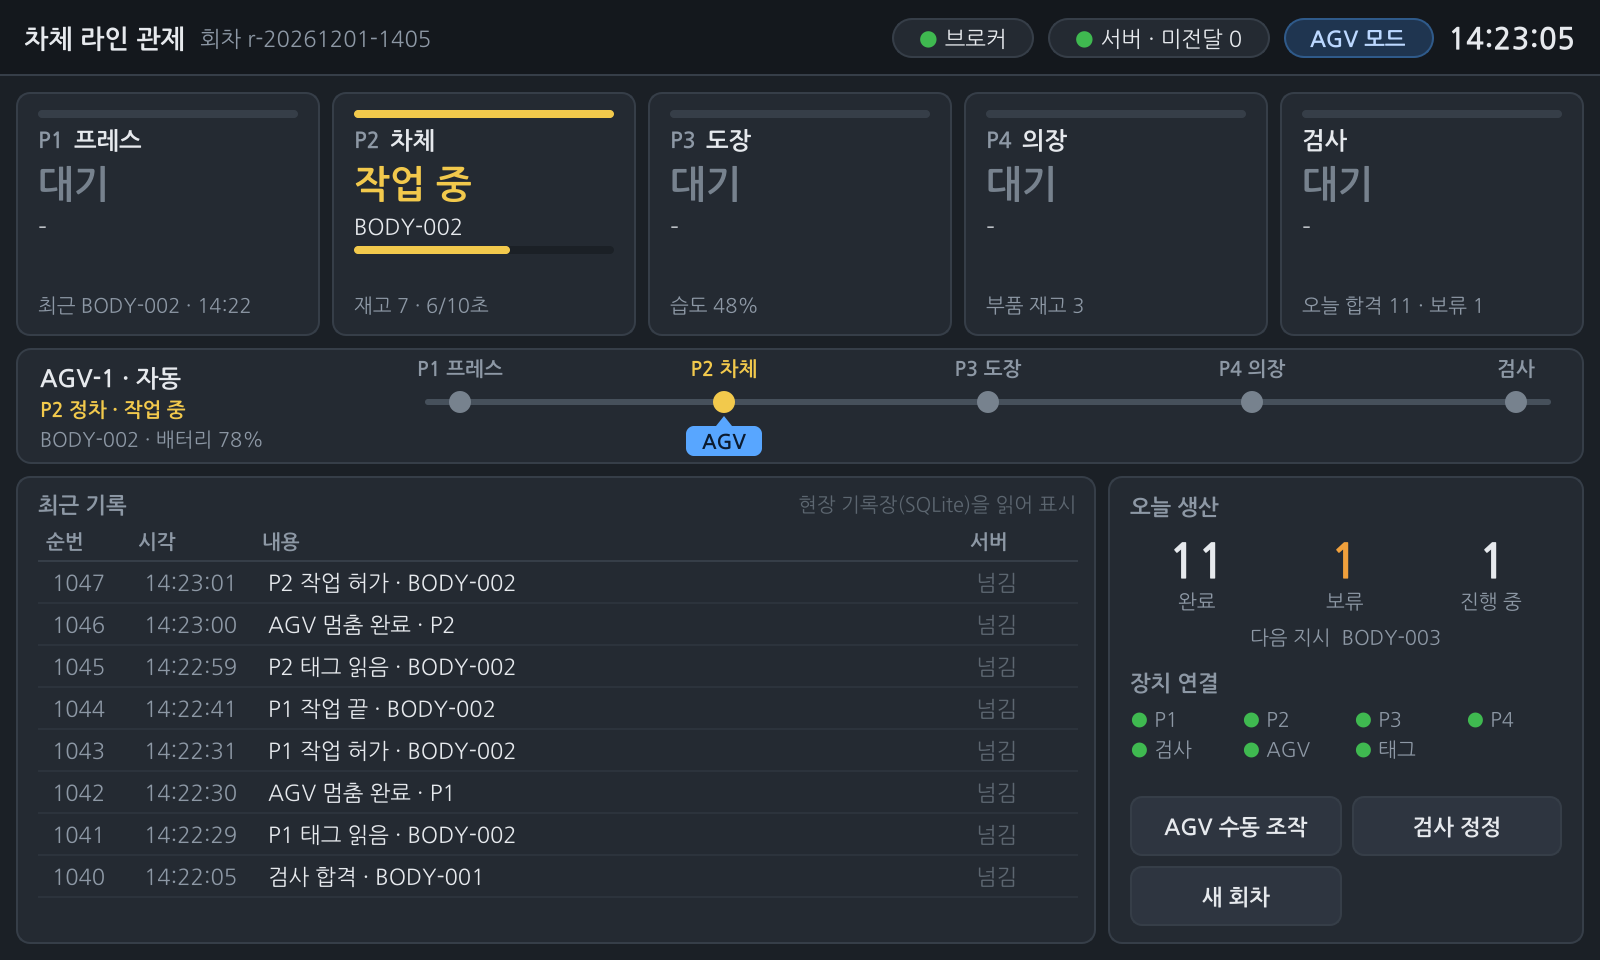 차체 라인 관제 회차 r-20261201-1405 브로커 서버 · 미전달 0 AGV 모드 14:23:05
P1 프레스
대기
-
최근 BODY-002 · 14:22
P2 차체
작업 중
BODY-002
재고 7 · 6/10초
P3 도장
대기
-
습도 48%
P4 의장
대기
-
부품 재고 3
검사
대기
-
오늘 합격 11 · 보류 1
AGV-1 · 자동
P2 정차 · 작업 중
BODY-002 · 배터리 78%
P1 프레스 P2 차체 P3 도장 P4 의장 검사
AGV
최근 기록 현장 기록장(SQLite)을 읽어 표시
순번 시각 내용 서버
1047 14:23:01 P2 작업 허가 · BODY-002 넘김
1046 14:23:00 AGV 멈춤 완료 · P2 넘김
1045 14:22:59 P2 태그 읽음 · BODY-002 넘김
1044 14:22:41 P1 작업 끝 · BODY-002 넘김
1043 14:22:31 P1 작업 허가 · BODY-002 넘김
1042 14:22:30 AGV 멈춤 완료 · P1 넘김
1041 14:22:29 P1 태그 읽음 · BODY-002 넘김
1040 14:22:05 검사 합격 · BODY-001 넘김
오늘 생산
11 1 1
완료 보류 진행 중
다음 지시 BODY-003
장치 연결
P1 P2 P3 P4
검사 AGV 태그
AGV 수동 조작 검사 정정
새 회차